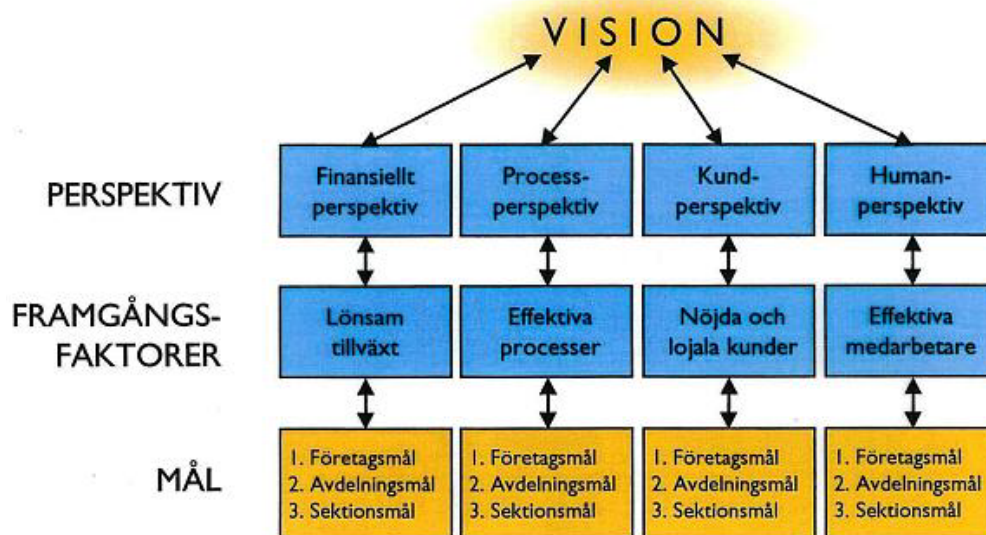 VISION
PERSPEKTIV
Finansiellt
perspektiv
Process-
perspektiv
Kund-
perspektiv
Human-
perspektiv
FRAMGÅNGS-
FAKTORER
Lönsam
tillväxt
Effektiva
processer
Nöjda och
lojala kunder
Effektiva
medarbetare
MÅL
1. Företagsmål
2. Avdelningsmål
3. Sektionsmål
1. Företagsmål
2. Avdelningsmål
3. Sektionsmål
1. Företagsmål
2. Avdelningsmål
3. Sektionsmål
1. Företagsmål
2. Avdelningsmål
3. Sektionsmål